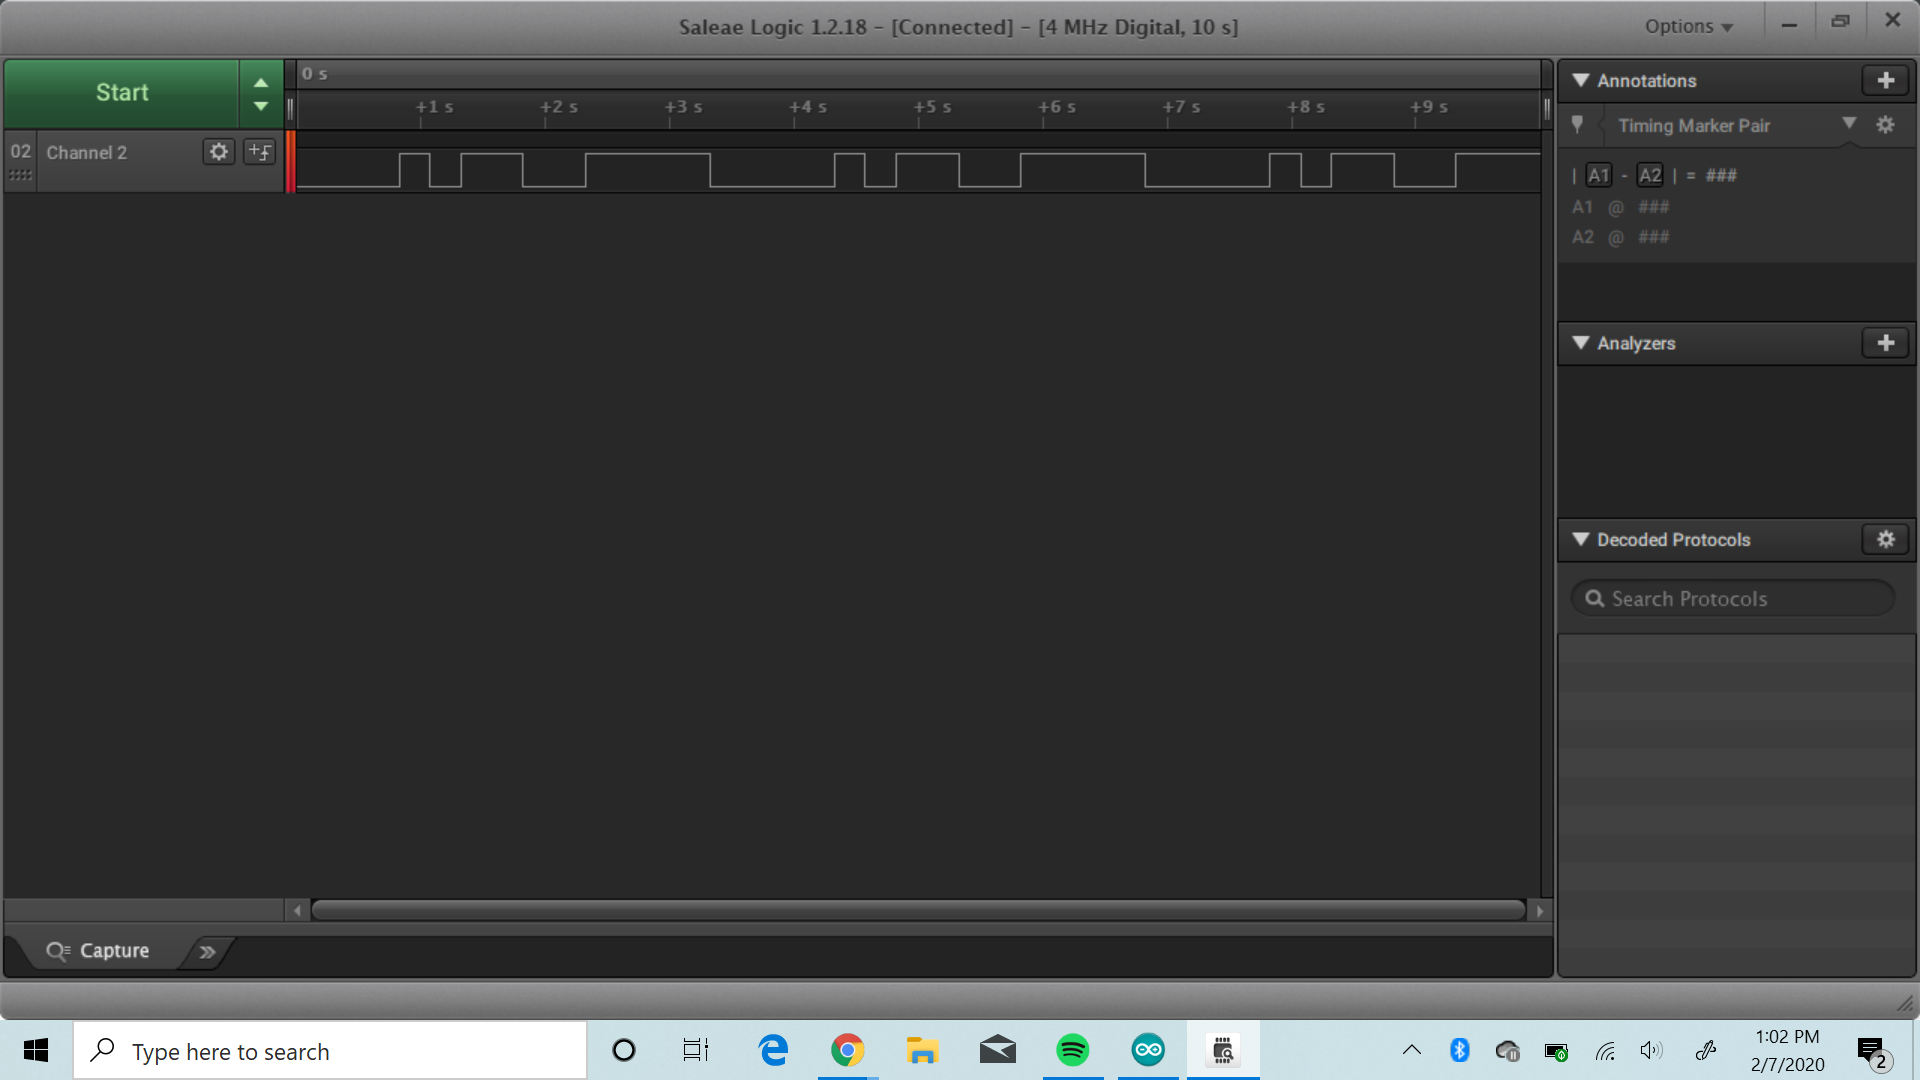 Saleae Logic 1.2.18 - [Connected] - [4 MHz Digital, 10 s]
Options
Start
0 s
+1 s +2 s +3 s +4 s +5 s +6 s +7 s +8 s +9 s
02 Channel 2
Annotations
Timing Marker Pair
| A1 - A2 | = ###
A1 @ ###
A2 @ ###
Analyzers
Decoded Protocols
Search Protocols
Capture
Type here to search
1:02 PM
2/7/2020
2